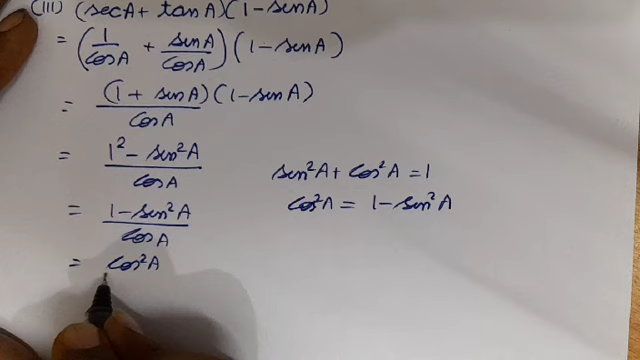 (III) (secA + tanA)(1 - sinA)
= (1/cosA + sinA/cosA)(1 - sinA)
= (1 + sinA)(1 - sinA)/cosA
= 1² - sin²A/cosA
sin²A + cos²A = 1
= 1 - sin²A/cosA
cos²A = 1 - sin²A
= cos²A